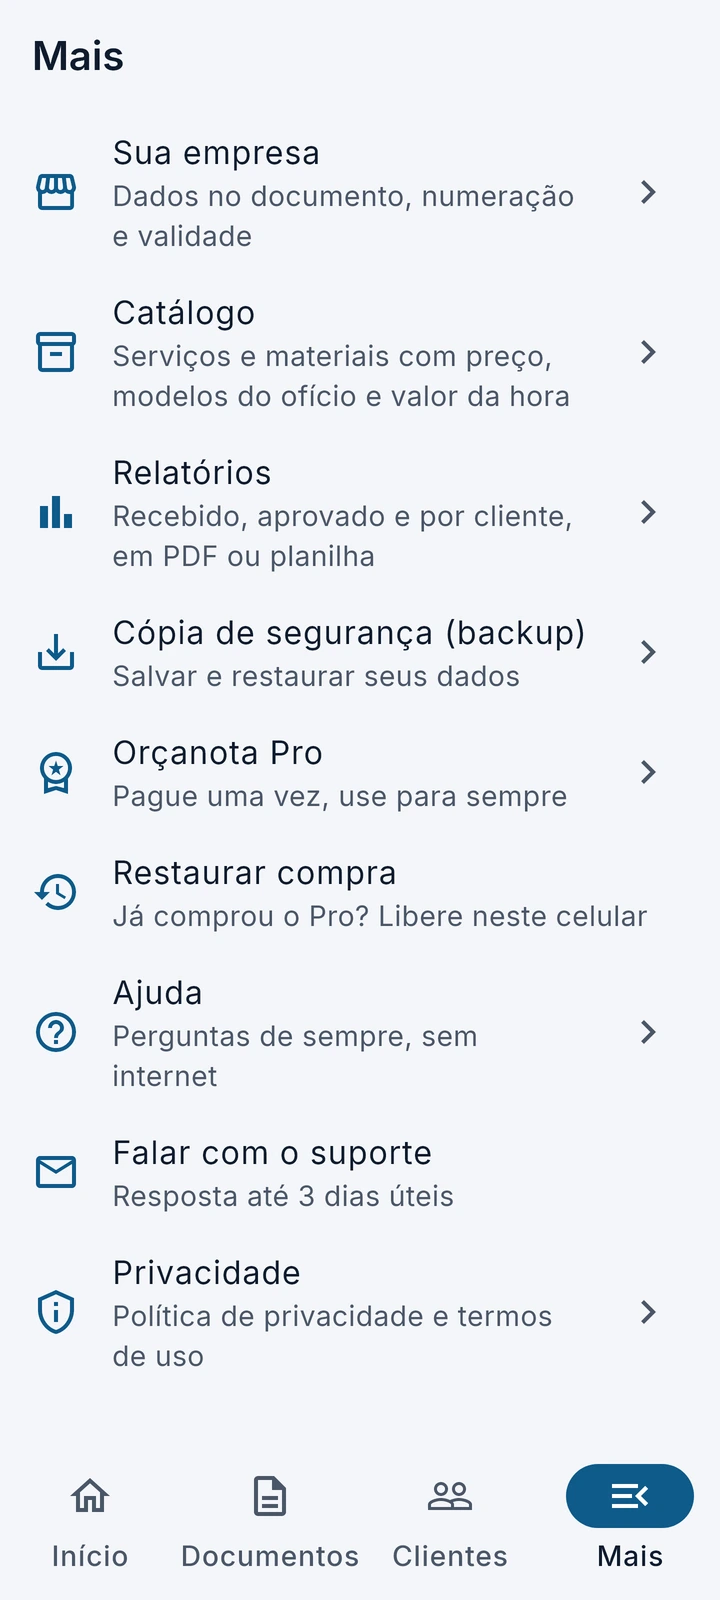 Mais
Sua empresa
Dados no documento, numeração
e validade
Catálogo
Serviços e materiais com preço,
modelos do ofício e valor da hora
Relatórios
Recebido, aprovado e por cliente,
em PDF ou planilha
Cópia de segurança (backup)
Salvar e restaurar seus dados
Orçanota Pro
Pague uma vez, use para sempre
Restaurar compra
Já comprou o Pro? Libere neste celular
Ajuda
Perguntas de sempre, sem
internet
Falar com o suporte
Resposta até 3 dias úteis
Privacidade
Política de privacidade e termos
de uso
Início Documentos Clientes Mais